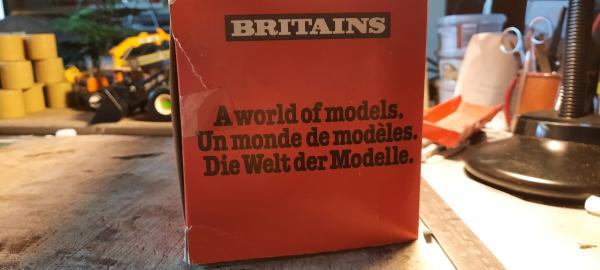 BRITAINS
A world of models.
Un monde de modèles.
Die Welt der Modelle.